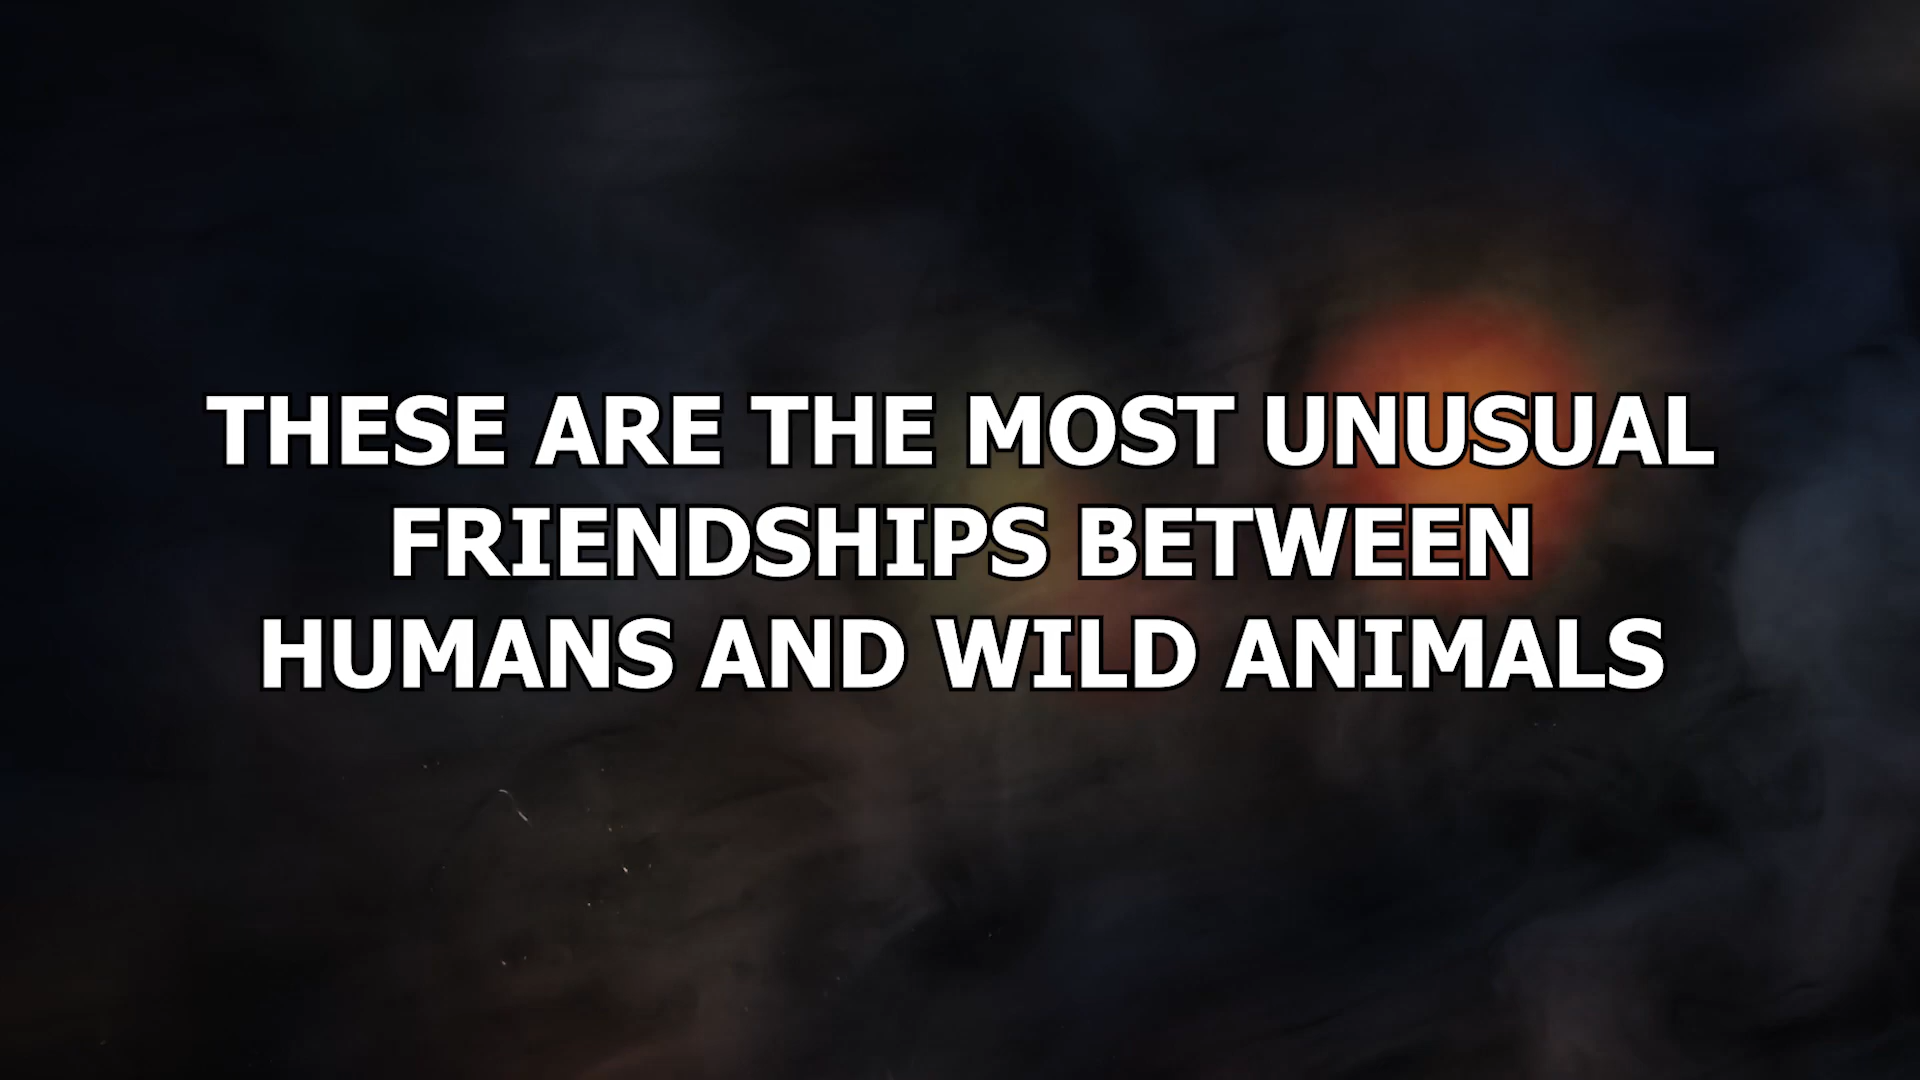 THESE ARE THE MOST UNUSUAL
FRIENDSHIPS BETWEEN
HUMANS AND WILD ANIMALS